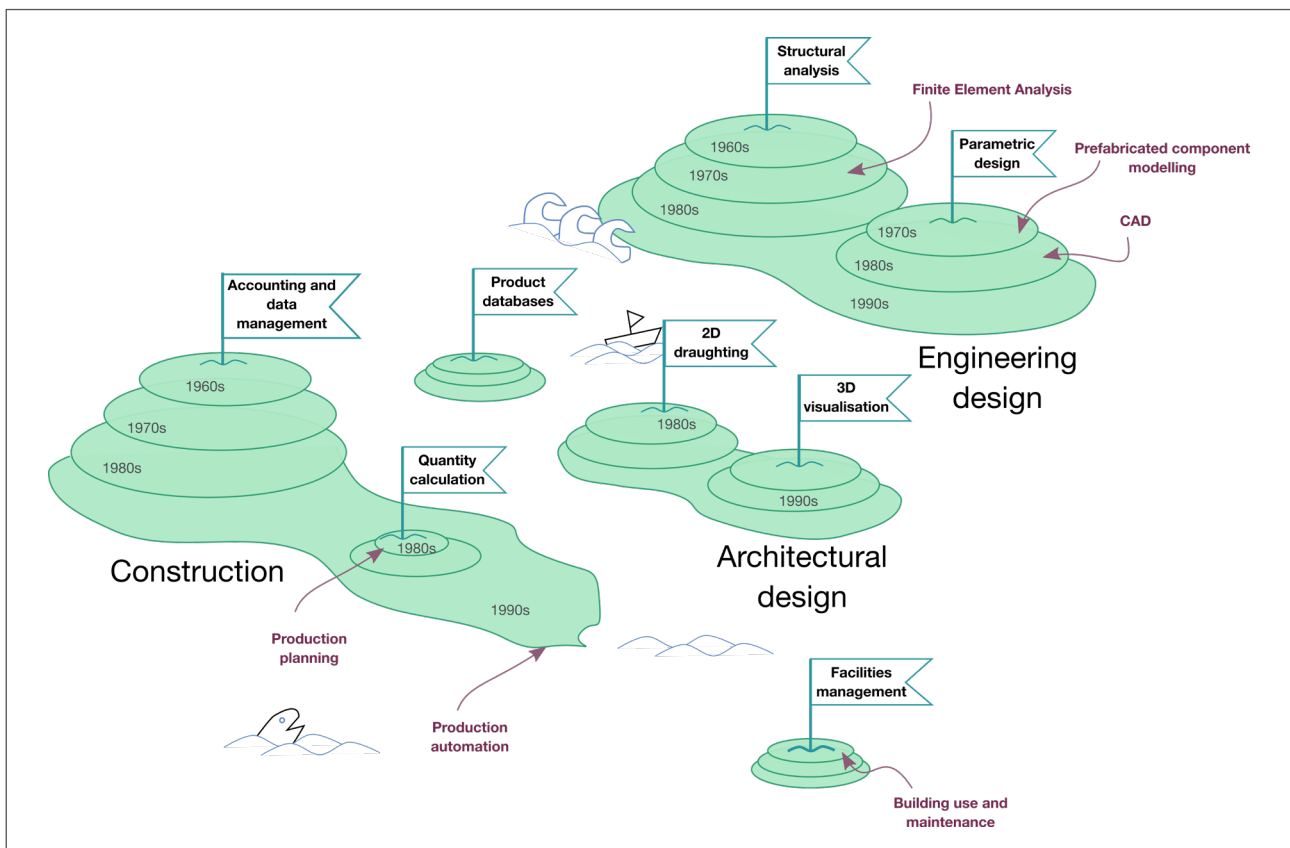 Structural
analysis
Finite Element Analysis
1960s
1970s
1980s
Parametric
design
Prefabricated component
modelling
CAD
1970s
1980s
1990s
Engineering
design
Accounting and
data
management
1960s
1970s
1980s
Product
databases
2D
draughting
1980s
3D
visualisation
1990s
Architectural
design
Quantity
calculation
1980s
1990s
Construction
Production
planning
Production
automation
Facilities
management
Building use and
maintenance